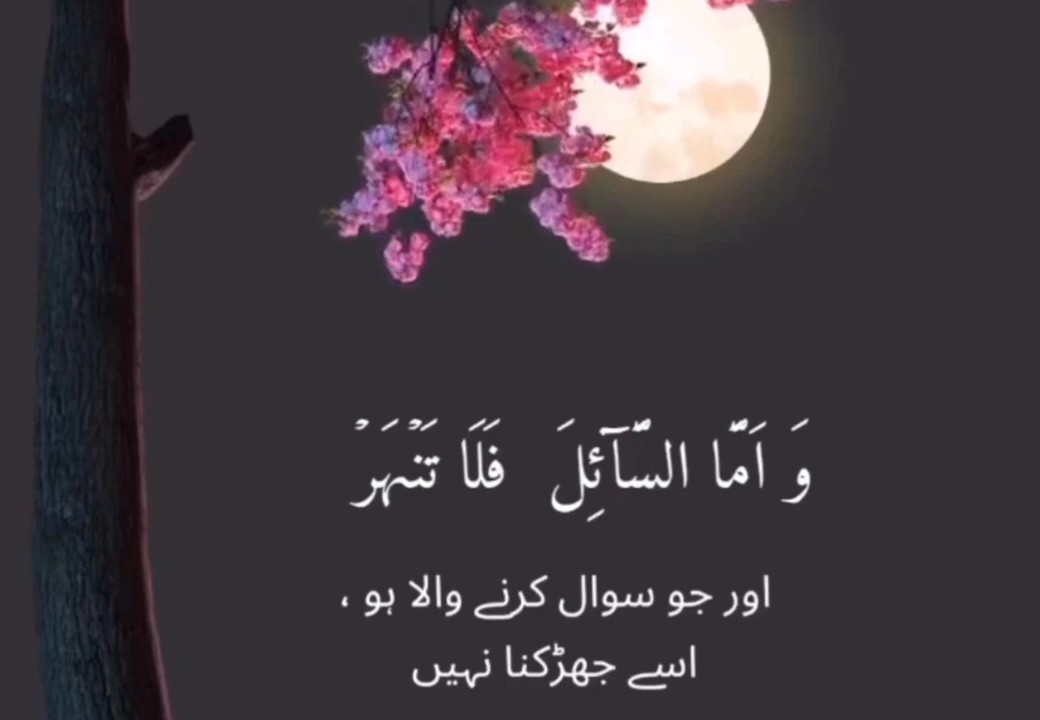 وَ اَمَّا السَّآئِلَ فَلَا تَنْهَرْ
اور جو سوال کرنے والا ہو ،
اسے جھڑکنا نہیں